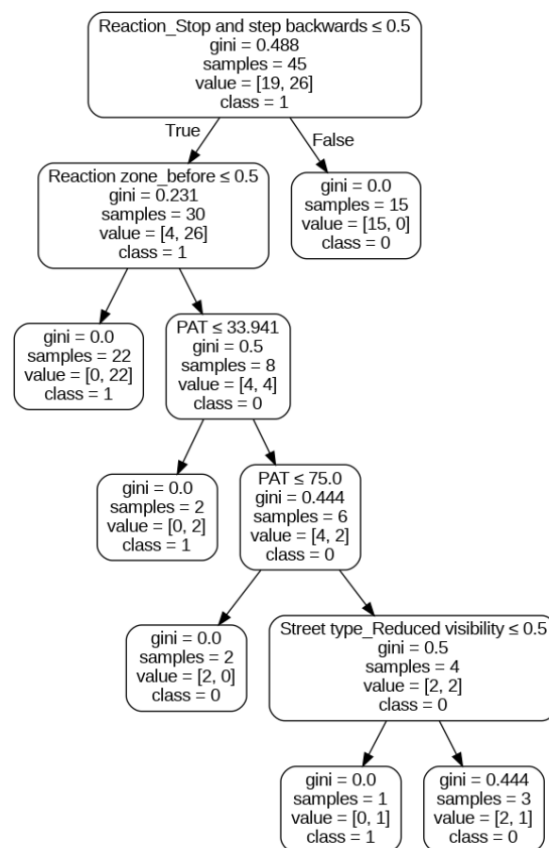 Reaction_Stop and step backwards ≤ 0.5
gini = 0.488
samples = 45
value = [19, 26]
class = 1
True
False
Reaction zone_before ≤ 0.5
gini = 0.231
samples = 30
value = [4, 26]
class = 1
gini = 0.0
samples = 15
value = [15, 0]
class = 0
gini = 0.0
samples = 22
value = [0, 22]
class = 1
PAT ≤ 33.941
gini = 0.5
samples = 8
value = [4, 4]
class = 0
gini = 0.0
samples = 2
value = [0, 2]
class = 1
PAT ≤ 75.0
gini = 0.444
samples = 6
value = [4, 2]
class = 0
gini = 0.0
samples = 2
value = [2, 0]
class = 0
Street type_Reduced visibility ≤ 0.5
gini = 0.5
samples = 4
value = [2, 2]
class = 0
gini = 0.0
samples = 1
value = [0, 1]
class = 1
gini = 0.444
samples = 3
value = [2, 1]
class = 0